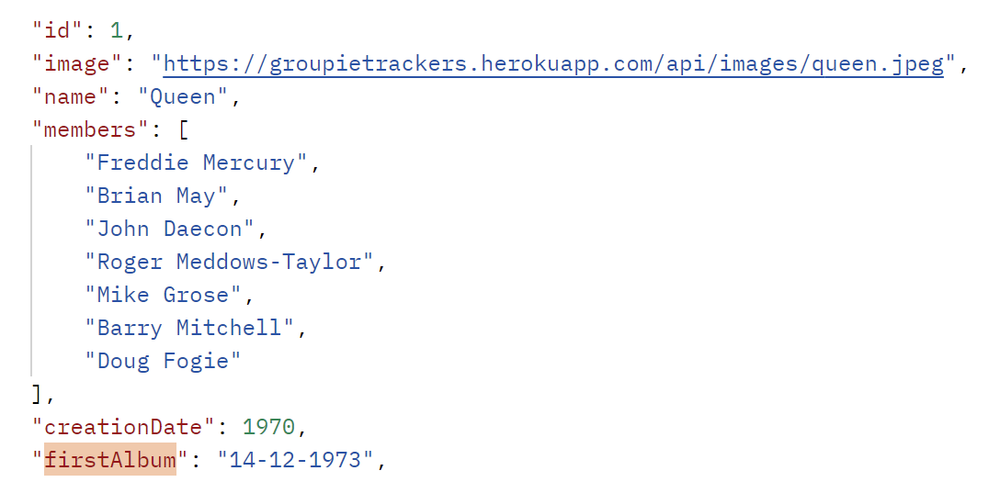 "id": 1,
"image": "https://groupietrackers.herokuapp.com/api/images/queen.jpeg",
"name": "Queen",
"members": [
"Freddie Mercury",
"Brian May",
"John Daecon",
"Roger Meddows-Taylor",
"Mike Grose",
"Barry Mitchell",
"Doug Fogie"
],
"creationDate": 1970,
"firstAlbum": "14-12-1973",